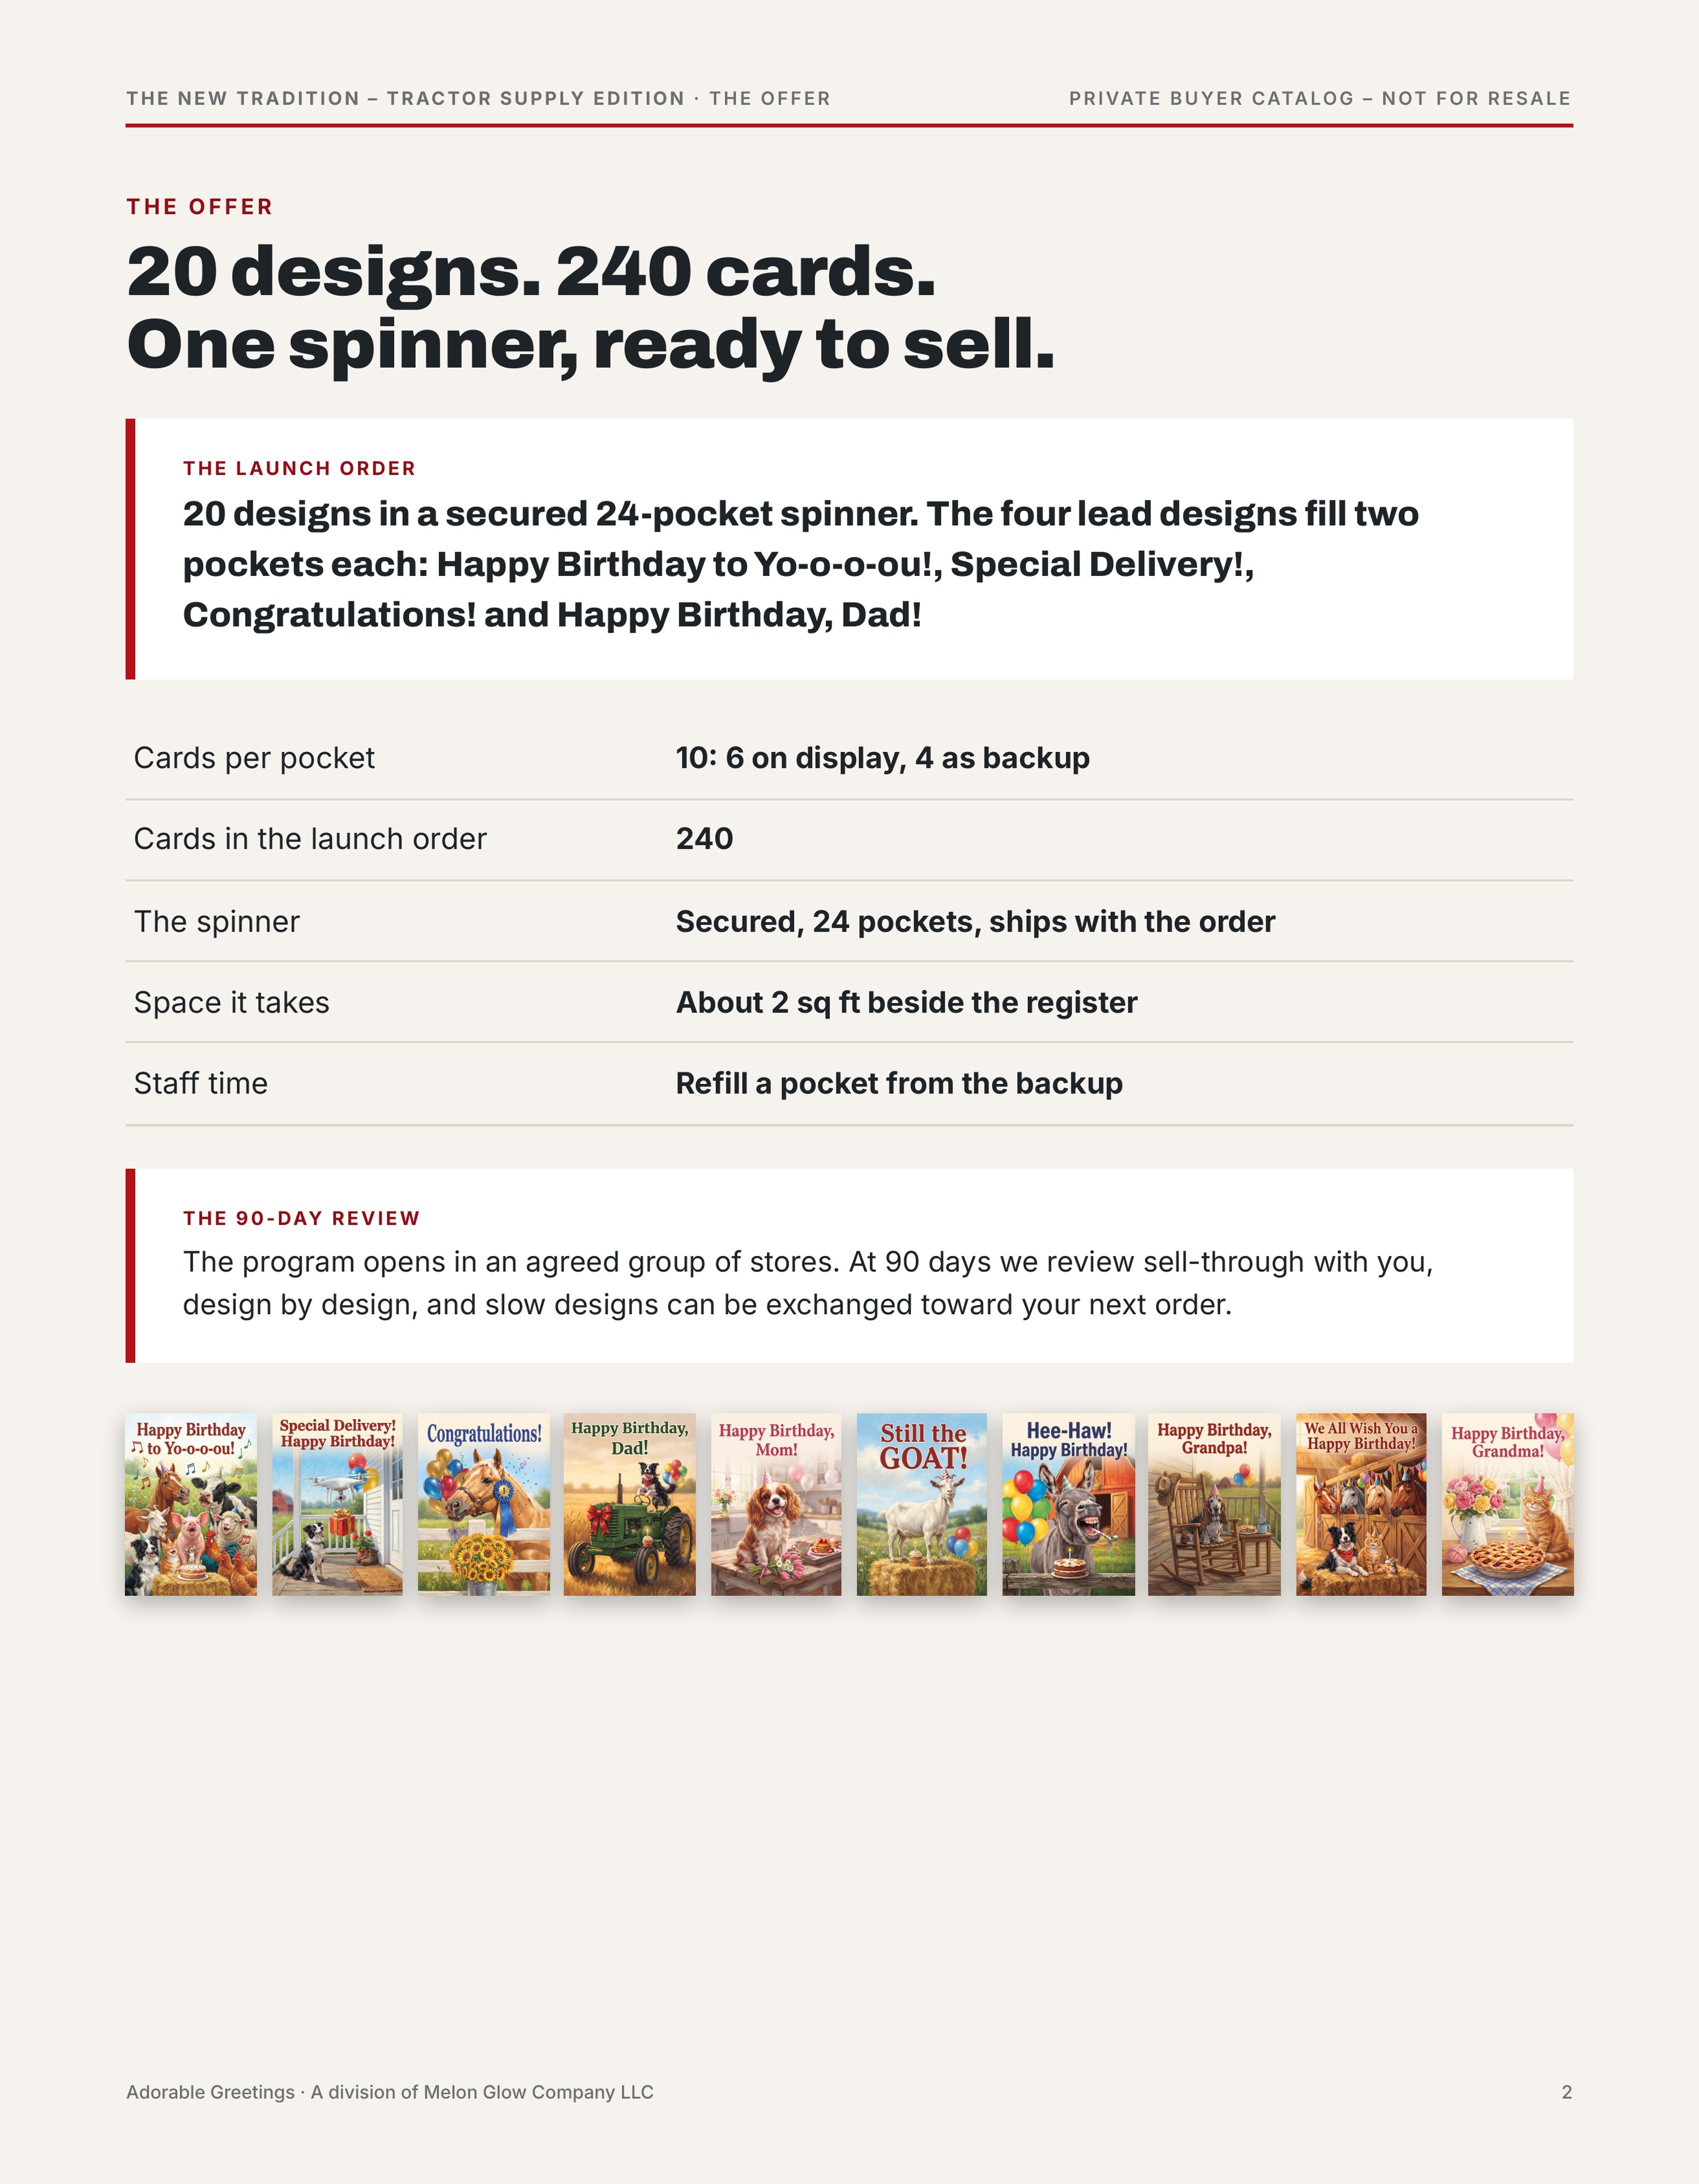 THE NEW TRADITION – TRACTOR SUPPLY EDITION · THE OFFER
PRIVATE BUYER CATALOG – NOT FOR RESALE
THE OFFER
20 designs. 240 cards.
One spinner, ready to sell.
THE LAUNCH ORDER
20 designs in a secured 24-pocket spinner. The four lead designs fill two
pockets each: Happy Birthday to Yo-o-o-ou!, Special Delivery!,
Congratulations! and Happy Birthday, Dad!
Cards per pocket
10: 6 on display, 4 as backup
Cards in the launch order
240
The spinner
Secured, 24 pockets, ships with the order
Space it takes
About 2 sq ft beside the register
Staff time
Refill a pocket from the backup
THE 90-DAY REVIEW
The program opens in an agreed group of stores. At 90 days we review sell-through with you,
design by design, and slow designs can be exchanged toward your next order.
Happy Birthday
to Yo-o-o-ou!
Special Delivery!
Happy Birthday!
Congratulations!
Happy Birthday,
Dad!
Happy Birthday,
Mom!
Still the
GOAT!
Hee-Haw!
Happy Birthday!
Happy Birthday,
Grandpa!
We All Wish You a
Happy Birthday!
Happy Birthday,
Grandma!
Adorable Greetings · A division of Melon Glow Company LLC
2